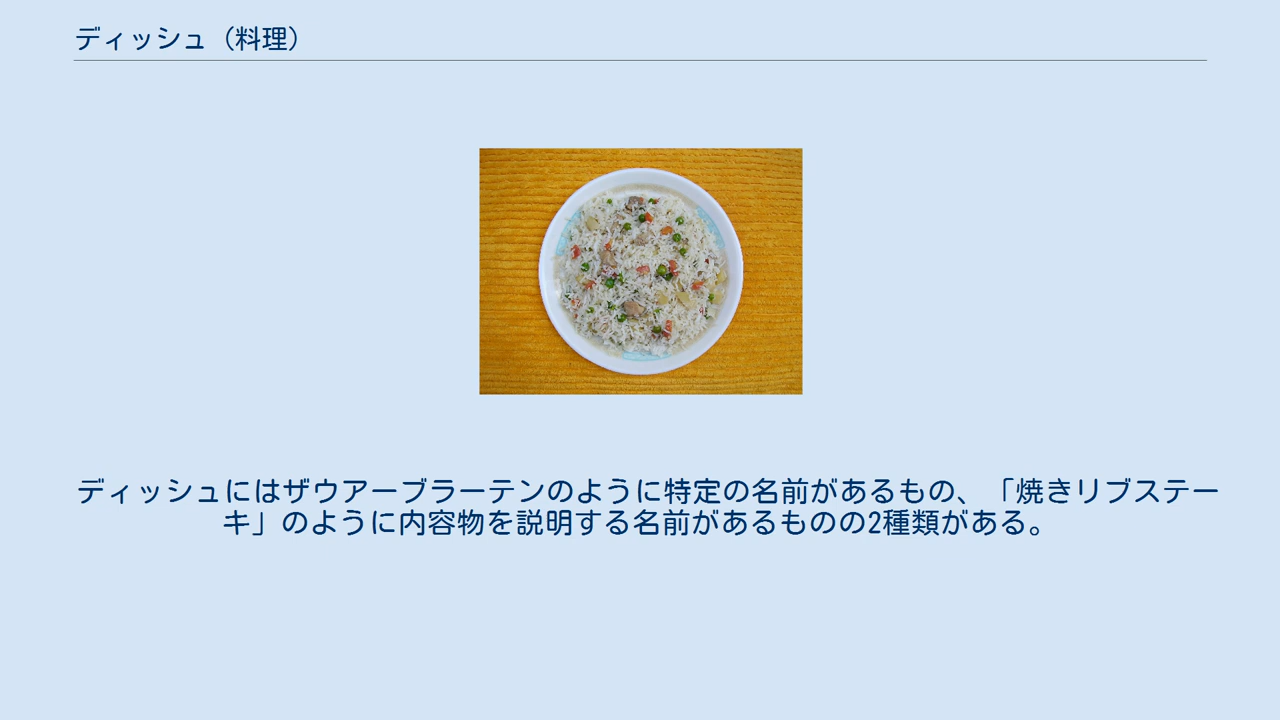 ディッシュ（料理）
ディッシュにはザウアーブラーテンのように特定の名前があるもの、「焼きリブステー
キ」のように内容物を説明する名前があるものの2種類がある。